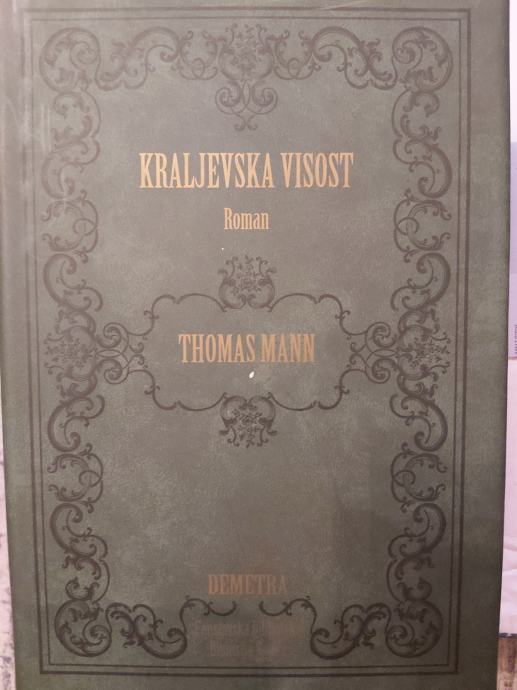 KRALJEVSKA VISOST
Roman
THOMAS MANN
DEMETRA